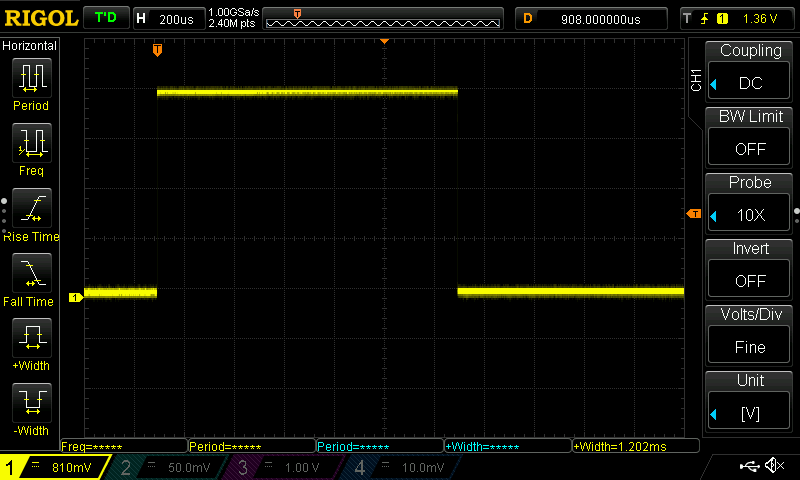 RIGOL T'D H 200us 1.00GSa/s 2.40M pts T D 908.000000us T 1 1.36 V
Horizontal
Period
Freq
Rise Time
Fall Time
+Width
-Width
T
T
1
CH1
Coupling
DC
BW Limit
OFF
Probe
10X
Invert
OFF
Volts/Div
Fine
Unit
[V]
Freq=***** Period=***** Period=***** +Width=***** +Width=1.202ms
1 810mV 2 50.0mV 3 1.00 V 4 10.0mV